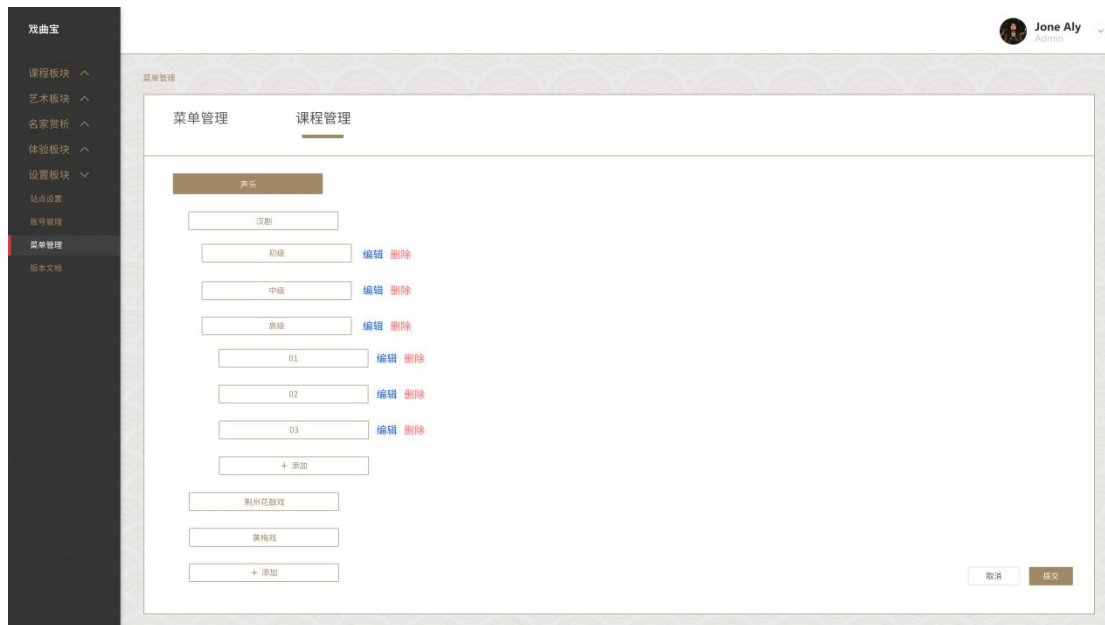 戏曲宝
Jone Aly
Admin
课程板块
艺术板块
名家赏析
体验板块
设置板块
站点设置
账号管理
菜单管理
版本文档
菜单管理
菜单管理 课程管理
声乐
汉剧
初级 编辑 删除
中级 编辑 删除
高级 编辑 删除
01 编辑 删除
02 编辑 删除
03 编辑 删除
+ 添加
荆州花鼓戏
黄梅戏
+ 添加
取消 提交